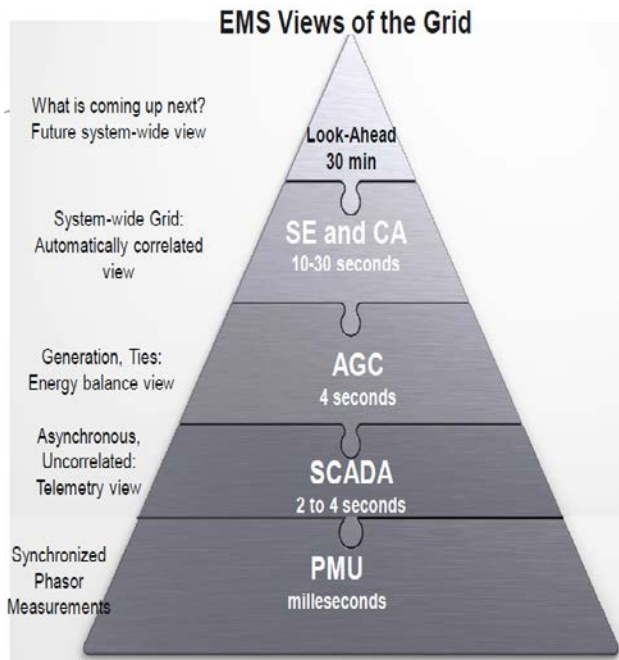 EMS Views of the Grid
What is coming up next?
Future system-wide view
Look-Ahead
30 min
System-wide Grid:
Automatically correlated
view
SE and CA
10-30 seconds
Generation, Ties:
Energy balance view
AGC
4 seconds
Asynchronous,
Uncorrelated:
Telemetry view
SCADA
2 to 4 seconds
Synchronized
Phasor
Measurements
PMU
milleseconds